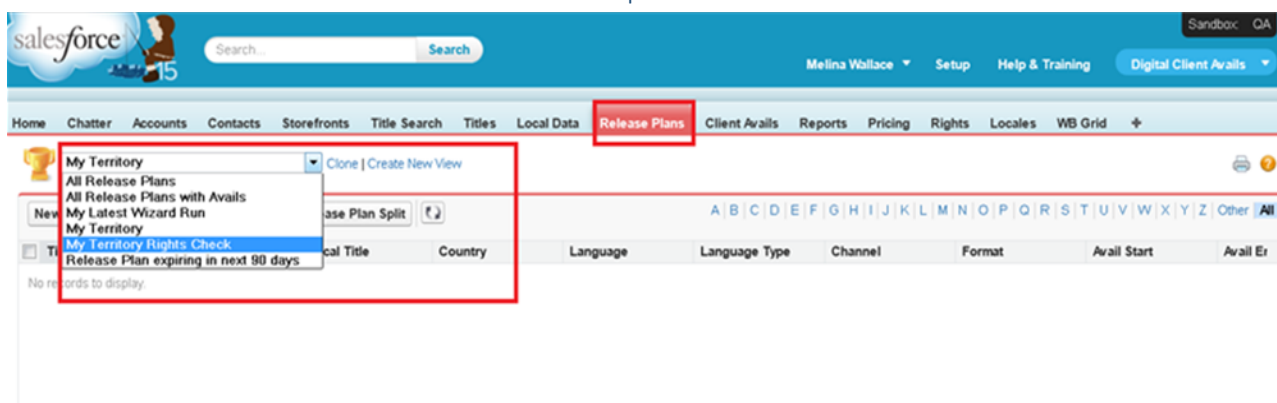 Sandbox: QA
salesforce
15
Search...
Search
Melina Wallace Setup Help & Training Digital Client Avails
Home Chatter Accounts Contacts Storefronts Title Search Titles Local Data Release Plans Client Avails Reports Pricing Rights Locales WB Grid +
My Territory Clone | Create New View
All Release Plans
All Release Plans with Avails
My Latest Wizard Run
My Territory
My Territory Rights Check
Release Plan expiring in next 90 days
New Plan Split A | B | C | D | E | F | G | H | I | J | K | L | M | N | O | P | Q | R | S | T | U | V | W | X | Y | Z | Other All
Title Country Language Language Type Channel Format Avail Start Avail
No records to display.